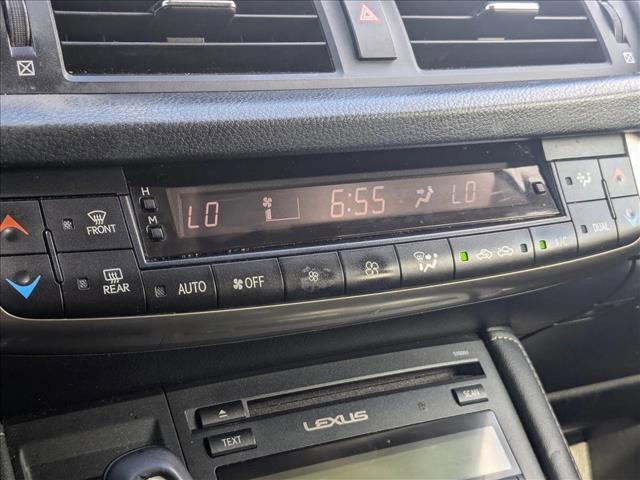 H
M
LO 6:55 LO
FRONT
REAR
AUTO
OFF
A/C
DUAL
LEXUS
SCAN
TEXT